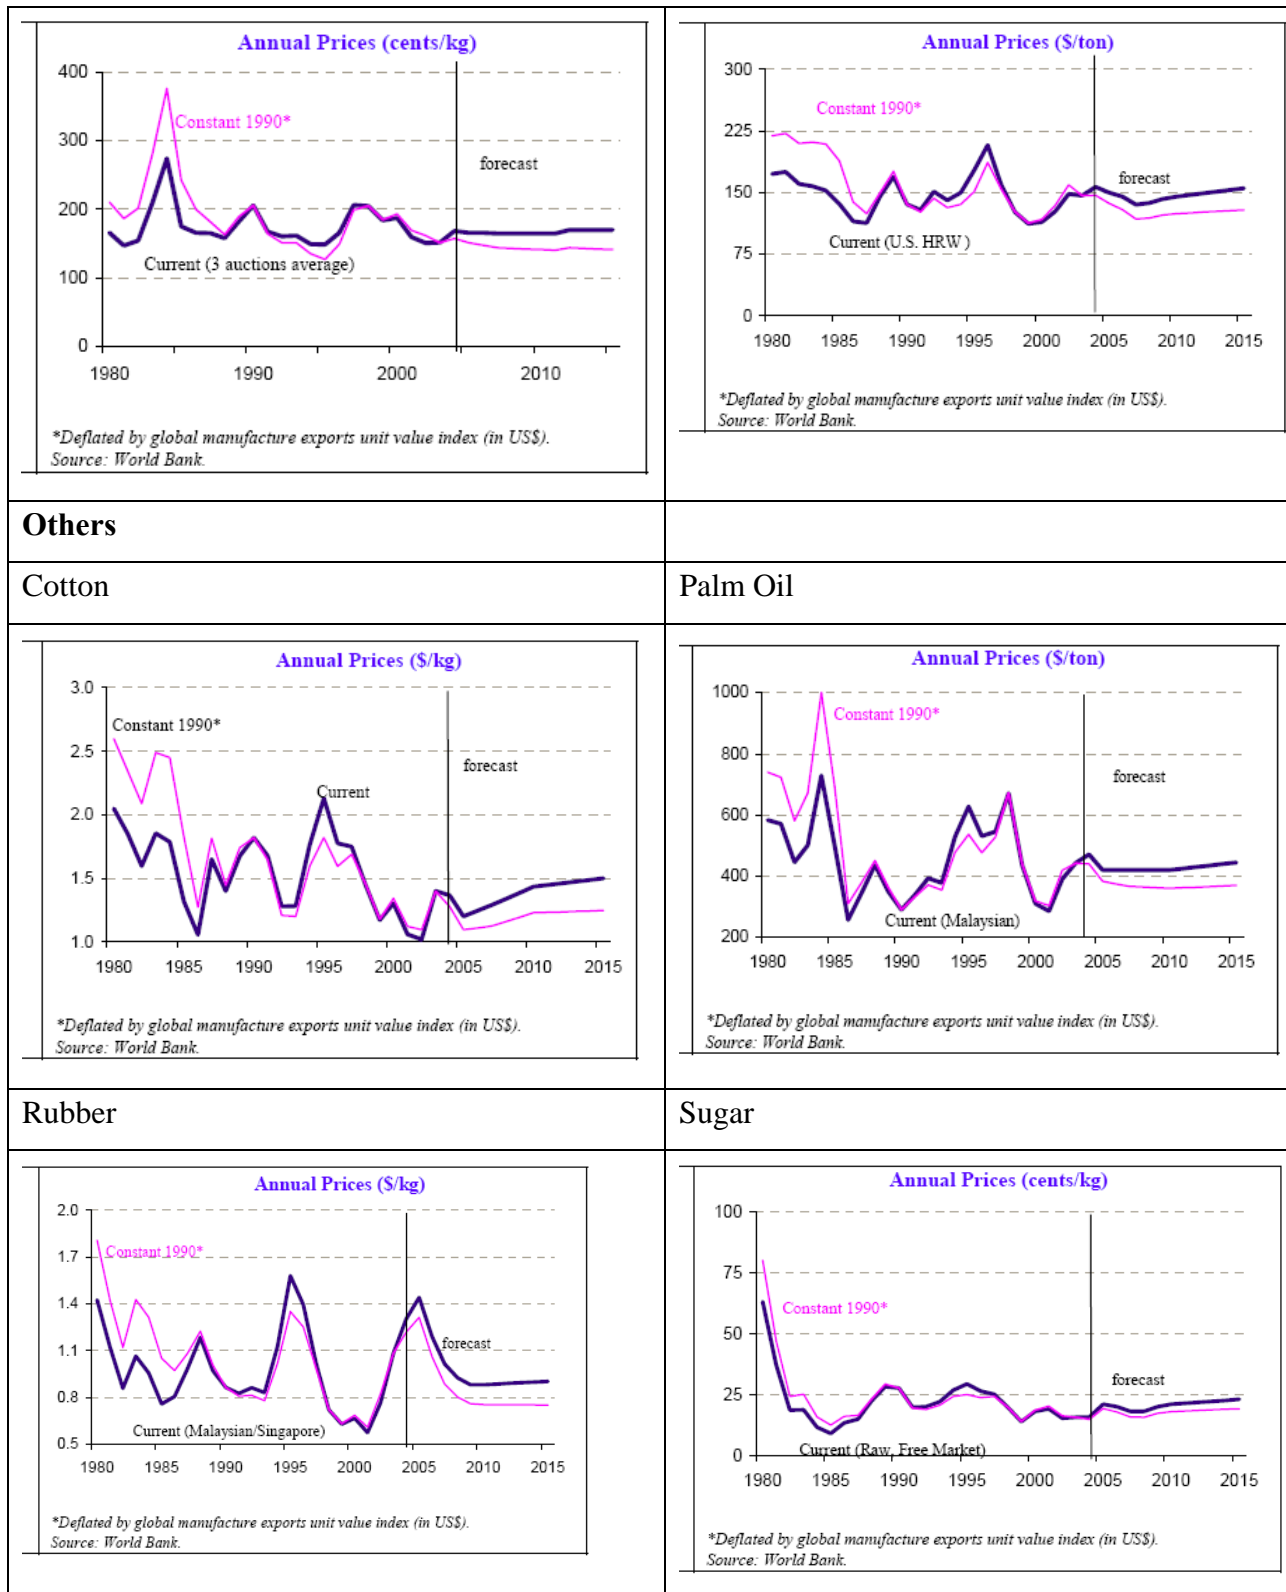 Annual Prices (cents/kg)
400
300
200
100
0
Constant 1990*
forecast
Current (3 auctions average)
1980 1990 2000 2010
*Deflated by global manufacture exports unit value index (in US$).
Source: World Bank.
Annual Prices ($/ton)
300
225
150
75
0
Constant 1990*
forecast
Current (U.S. HRW)
1980 1985 1990 1995 2000 2005 2010 2015
*Deflated by global manufacture exports unit value index (in US$).
Source: World Bank.
Others
Cotton
Palm Oil
Annual Prices ($/kg)
3.0
2.5
2.0
1.5
1.0
Constant 1990*
forecast
Current
1980 1985 1990 1995 2000 2005 2010 2015
*Deflated by global manufacture exports unit value index (in US$).
Source: World Bank.
Annual Prices ($/ton)
1000
800
600
400
200
Constant 1990*
forecast
Current (Malaysian)
1980 1985 1990 1995 2000 2005 2010 2015
*Deflated by global manufacture exports unit value index (in US$).
Source: World Bank.
Rubber
Sugar
Annual Prices ($/kg)
2.0
1.7
1.4
1.1
0.8
0.5
Constant 1990*
forecast
Current (Malaysian/Singapore)
1980 1985 1990 1995 2000 2005 2010 2015
*Deflated by global manufacture exports unit value index (in US$).
Source: World Bank.
Annual Prices (cents/kg)
100
75
50
25
0
Constant 1990*
forecast
Current (Raw, Free Market)
1980 1985 1990 1995 2000 2005 2010 2015
*Deflated by global manufacture exports unit value index (in US$).
Source: World Bank.